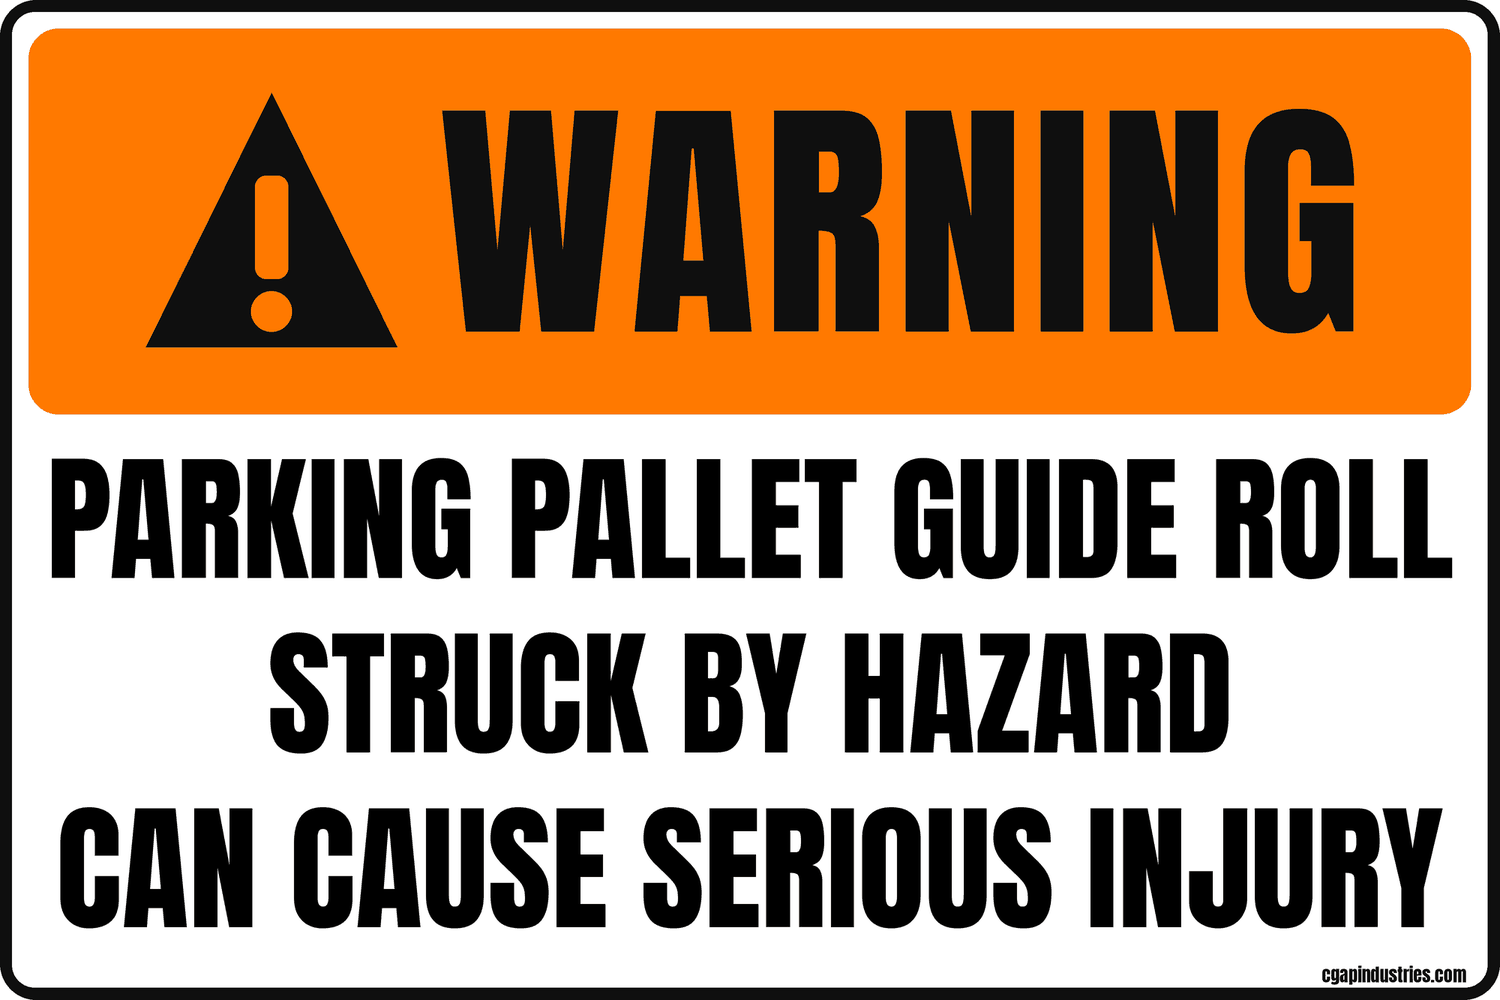 WARNING
PARKING PALLET GUIDE ROLL
STRUCK BY HAZARD
CAN CAUSE SERIOUS INJURY
cgapindustries.com